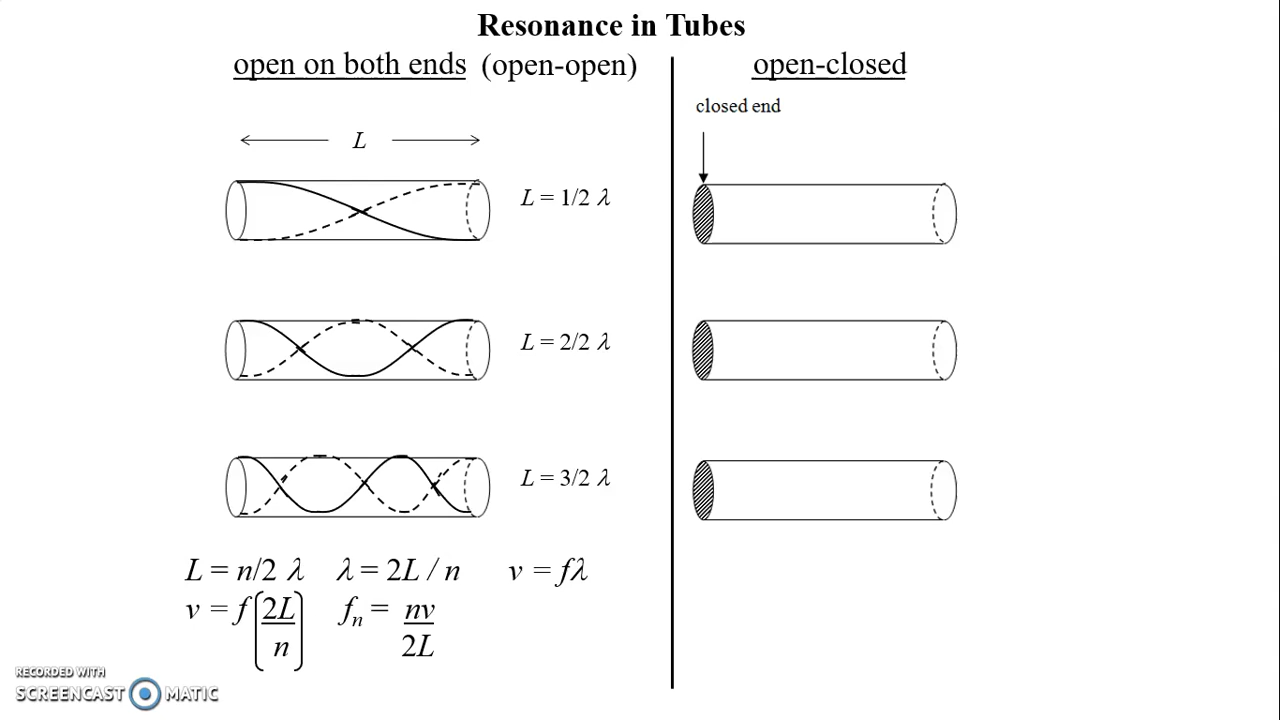 Resonance in Tubes
open on both ends (open-open)
L
L = 1/2 λ
L = 2/2 λ
L = 3/2 λ
L = n/2 λ λ = 2L / n v = fλ
v = f(2L/n) fn = nv/2L
open-closed
closed end
RECORDED WITH
SCREENCAST MATIC